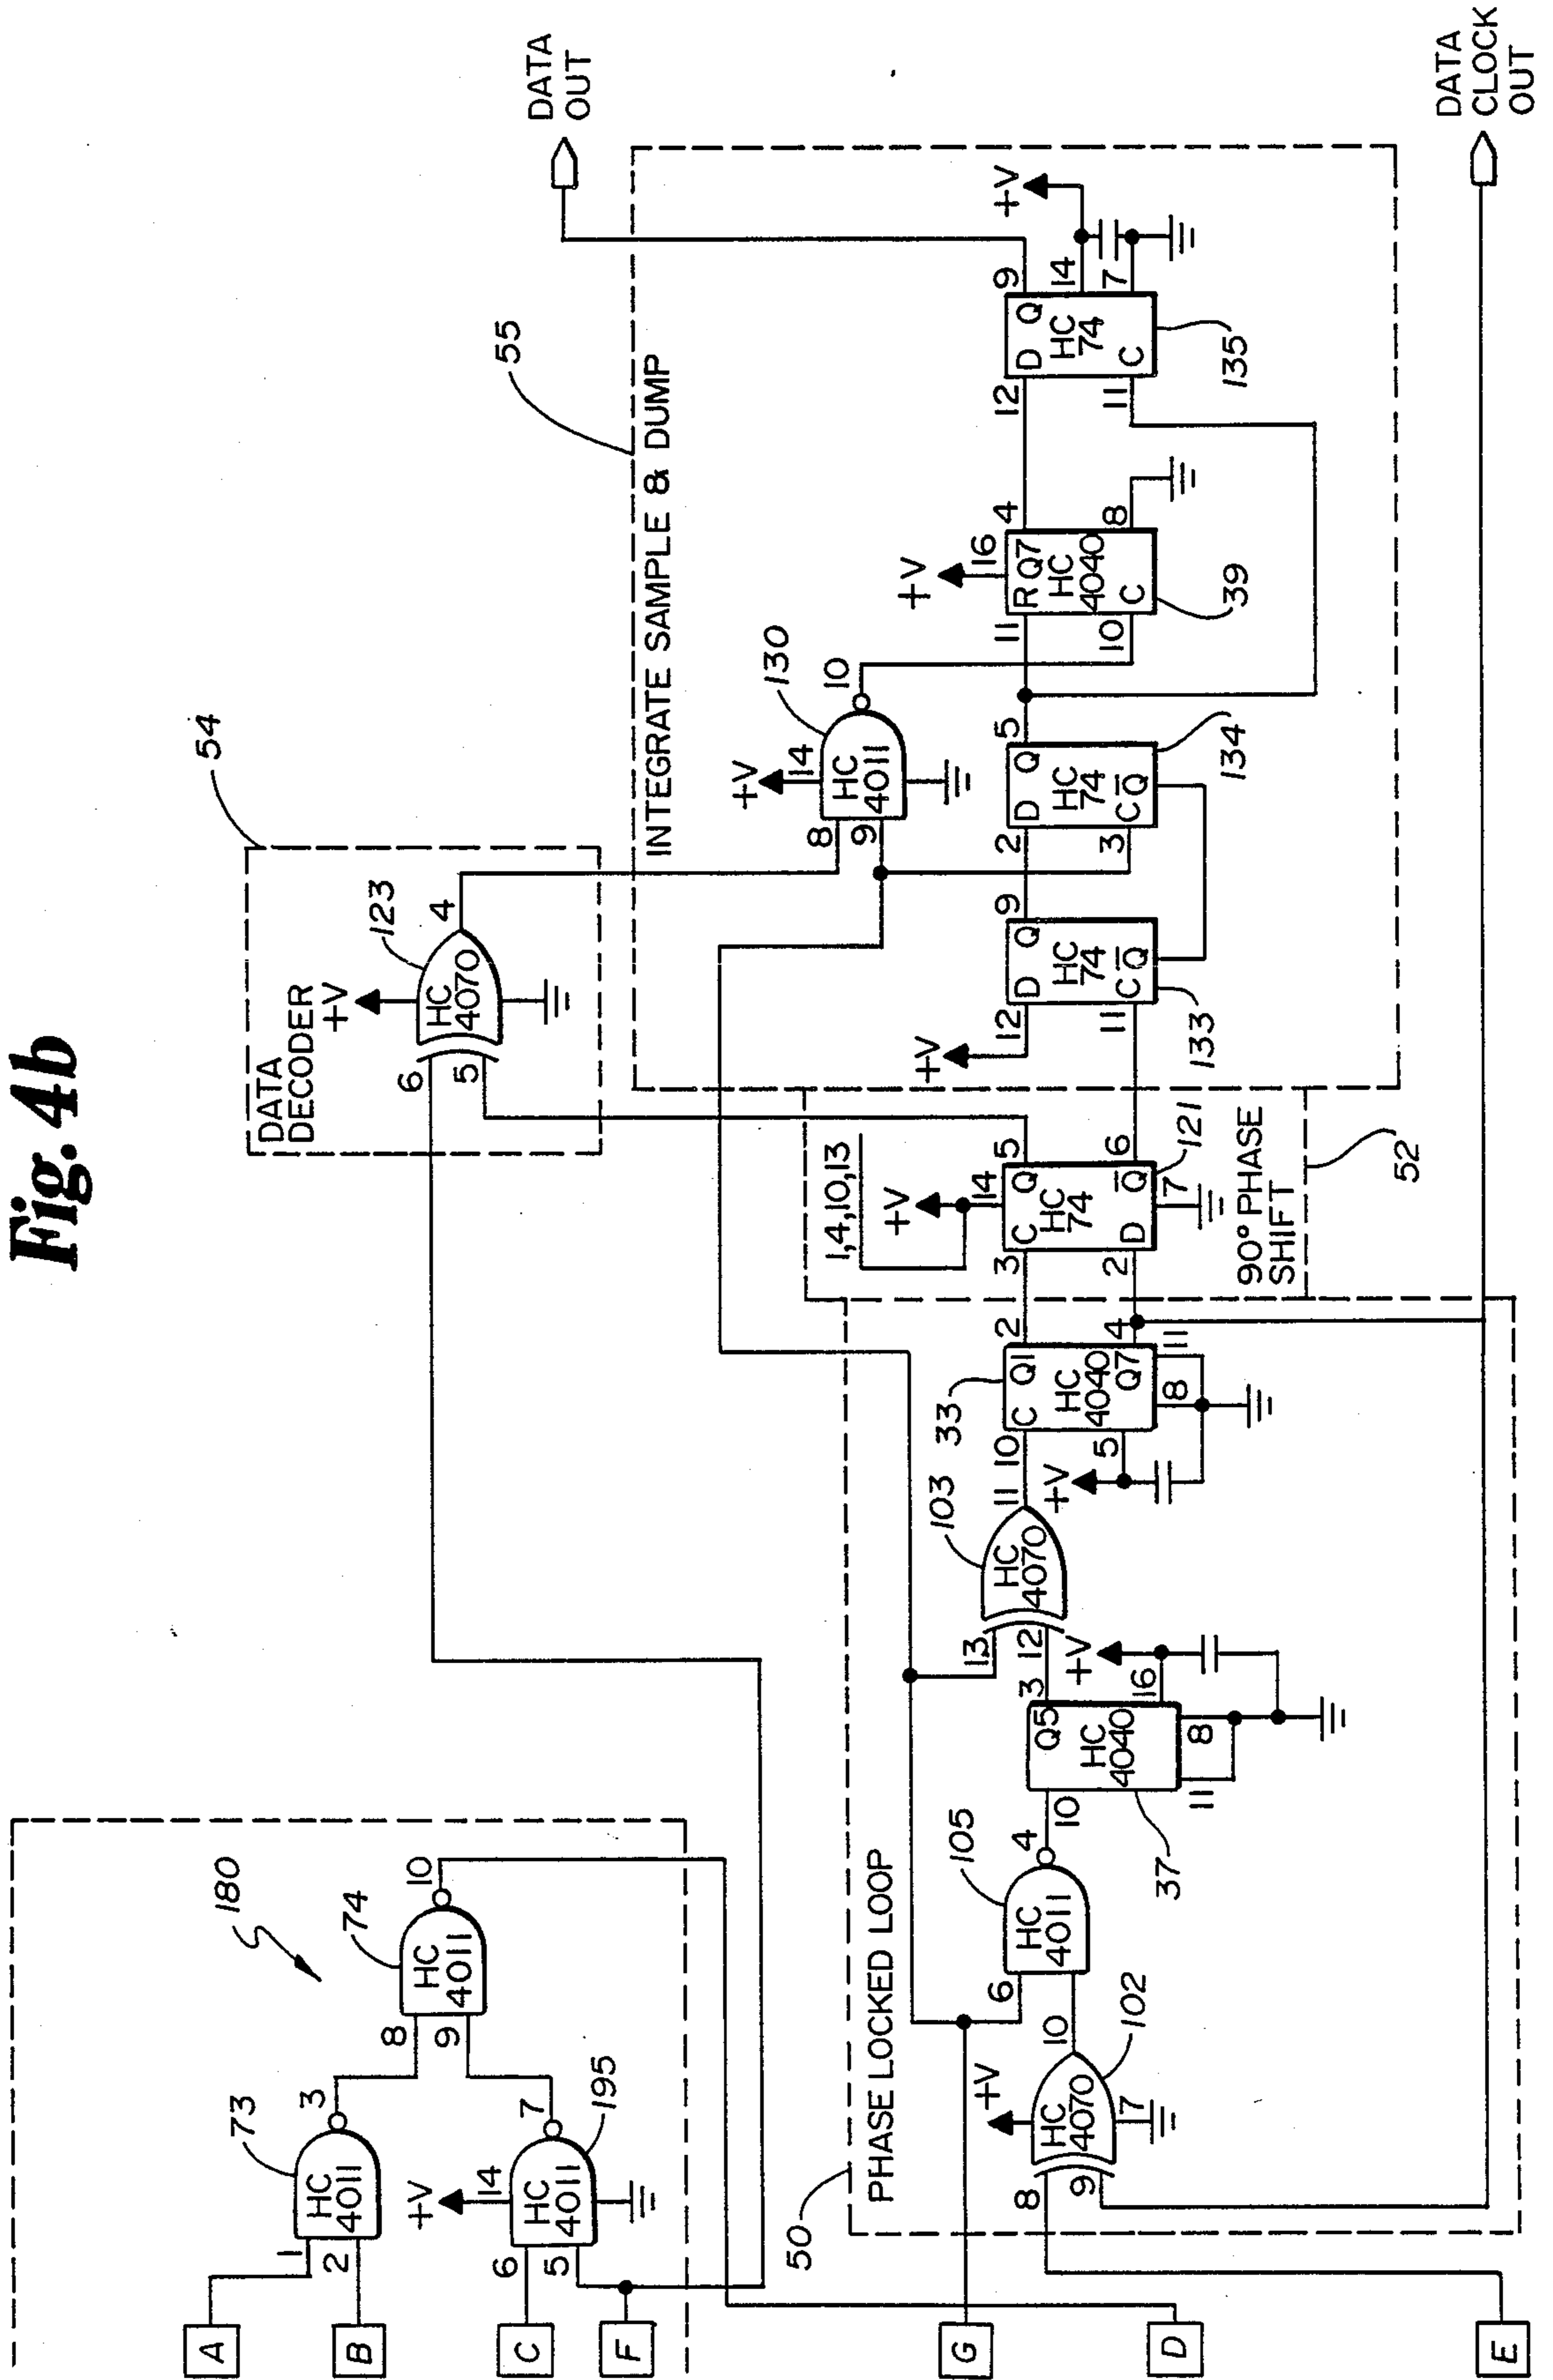 Fig. 4b
180
73
HC
4011
1
2
3
74
HC
4011
8
9
10
+V
14
HC
4011
6
5
7
195
A
B
C
F
G
D
E
54
DATA
DECODER
+V
123
HC
4070
6
5
4
55
INTEGRATE SAMPLE & DUMP
+V
14
130
HC
4011
8
9
10
+V
12
D Q
HC
74
C Q
9
11
133
2
D Q
HC
74
C Q
5
3
134
+V
16
11
R Q7
HC
4040
C
4
10
8
39
12
D Q
HC
74
C
9
14
7
11
+V
135
DATA
OUT
DATA
CLOCK
OUT
50
PHASE LOCKED LOOP
+V
HC
4070
8
9
10
7
102
105
HC
4011
6
4
10
Q5
HC
4040
3
16
8
11
37
+V
103
HC
4070
13
12
11
+V
33
10
C Q1
HC
4040
Q7
5
8
11
2
4
1,4,10,13
+V
14
3
C Q
HC
74
D Q
2
5
6
7
121
90° PHASE
SHIFT
52